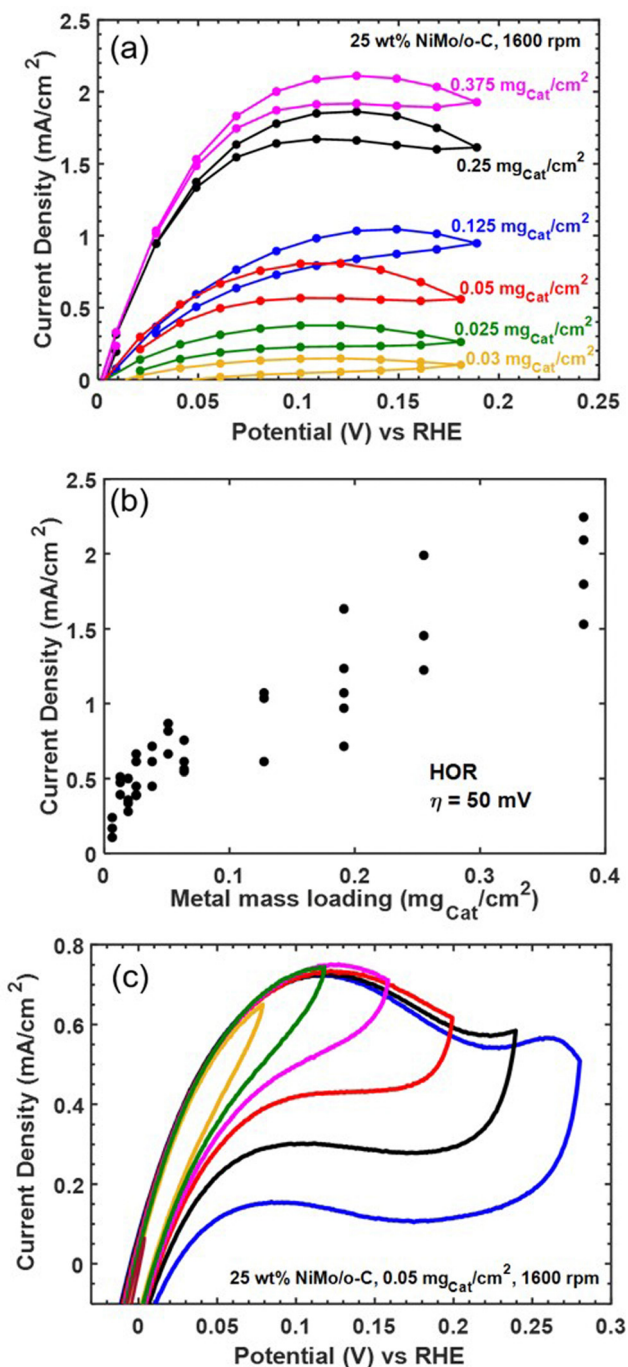 (a)
25 wt% NiMo/o-C, 1600 rpm
2.5
2
1.5
1
0.5
0
Current Density (mA/cm²)
0.375 mgCat/cm²
0.25 mgCat/cm²
0.125 mgCat/cm²
0.05 mgCat/cm²
0.025 mgCat/cm²
0.03 mgCat/cm²
0 0.05 0.1 0.15 0.2 0.25
Potential (V) vs RHE
(b)
2.5
2
1.5
1
0.5
0
Current Density (mA/cm²)
HOR
η = 50 mV
0 0.1 0.2 0.3 0.4
Metal mass loading (mgCat/cm²)
(c)
0.8
0.6
0.4
0.2
0
Current Density (mA/cm²)
25 wt% NiMo/o-C, 0.05 mgCat/cm², 1600 rpm
0 0.05 0.1 0.15 0.2 0.25 0.3
Potential (V) vs RHE